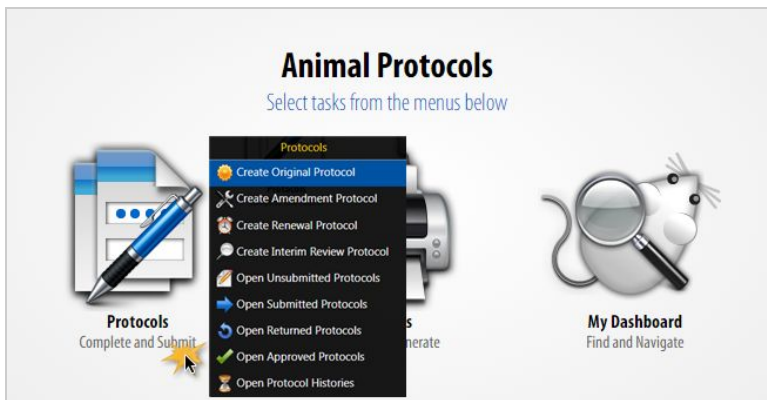 Animal Protocols
Select tasks from the menus below
Protocols
Create Original Protocol
Create Amendment Protocol
Create Renewal Protocol
Create Interim Review Protocol
Open Unsubmitted Protocols
Open Submitted Protocols
Open Returned Protocols
Open Approved Protocols
Open Protocol Histories
Protocols
Complete and Submit
My Dashboard
Find and Navigate